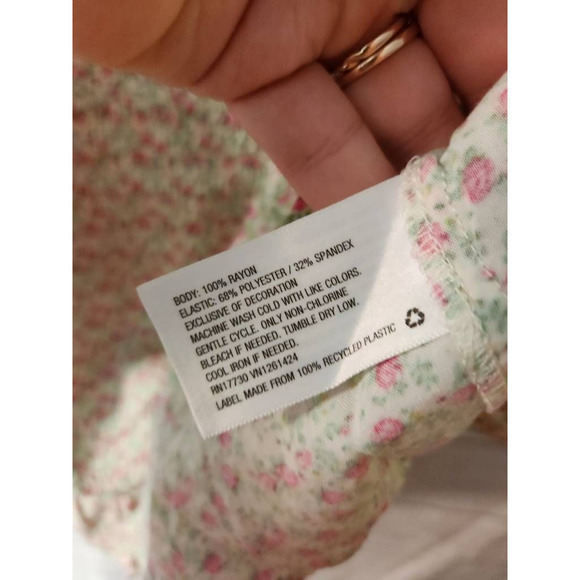 BODY: 100% RAYON
ELASTIC: 68% POLYESTER / 32% SPANDEX
EXCLUSIVE OF DECORATION
MACHINE WASH COLD WITH LIKE COLORS.
GENTLE CYCLE. ONLY NON-CHLORINE
BLEACH IF NEEDED. TUMBLE DRY LOW.
COOL IRON IF NEEDED.
RN17730 VN1261424
LABEL MADE FROM 100% RECYCLED PLASTIC